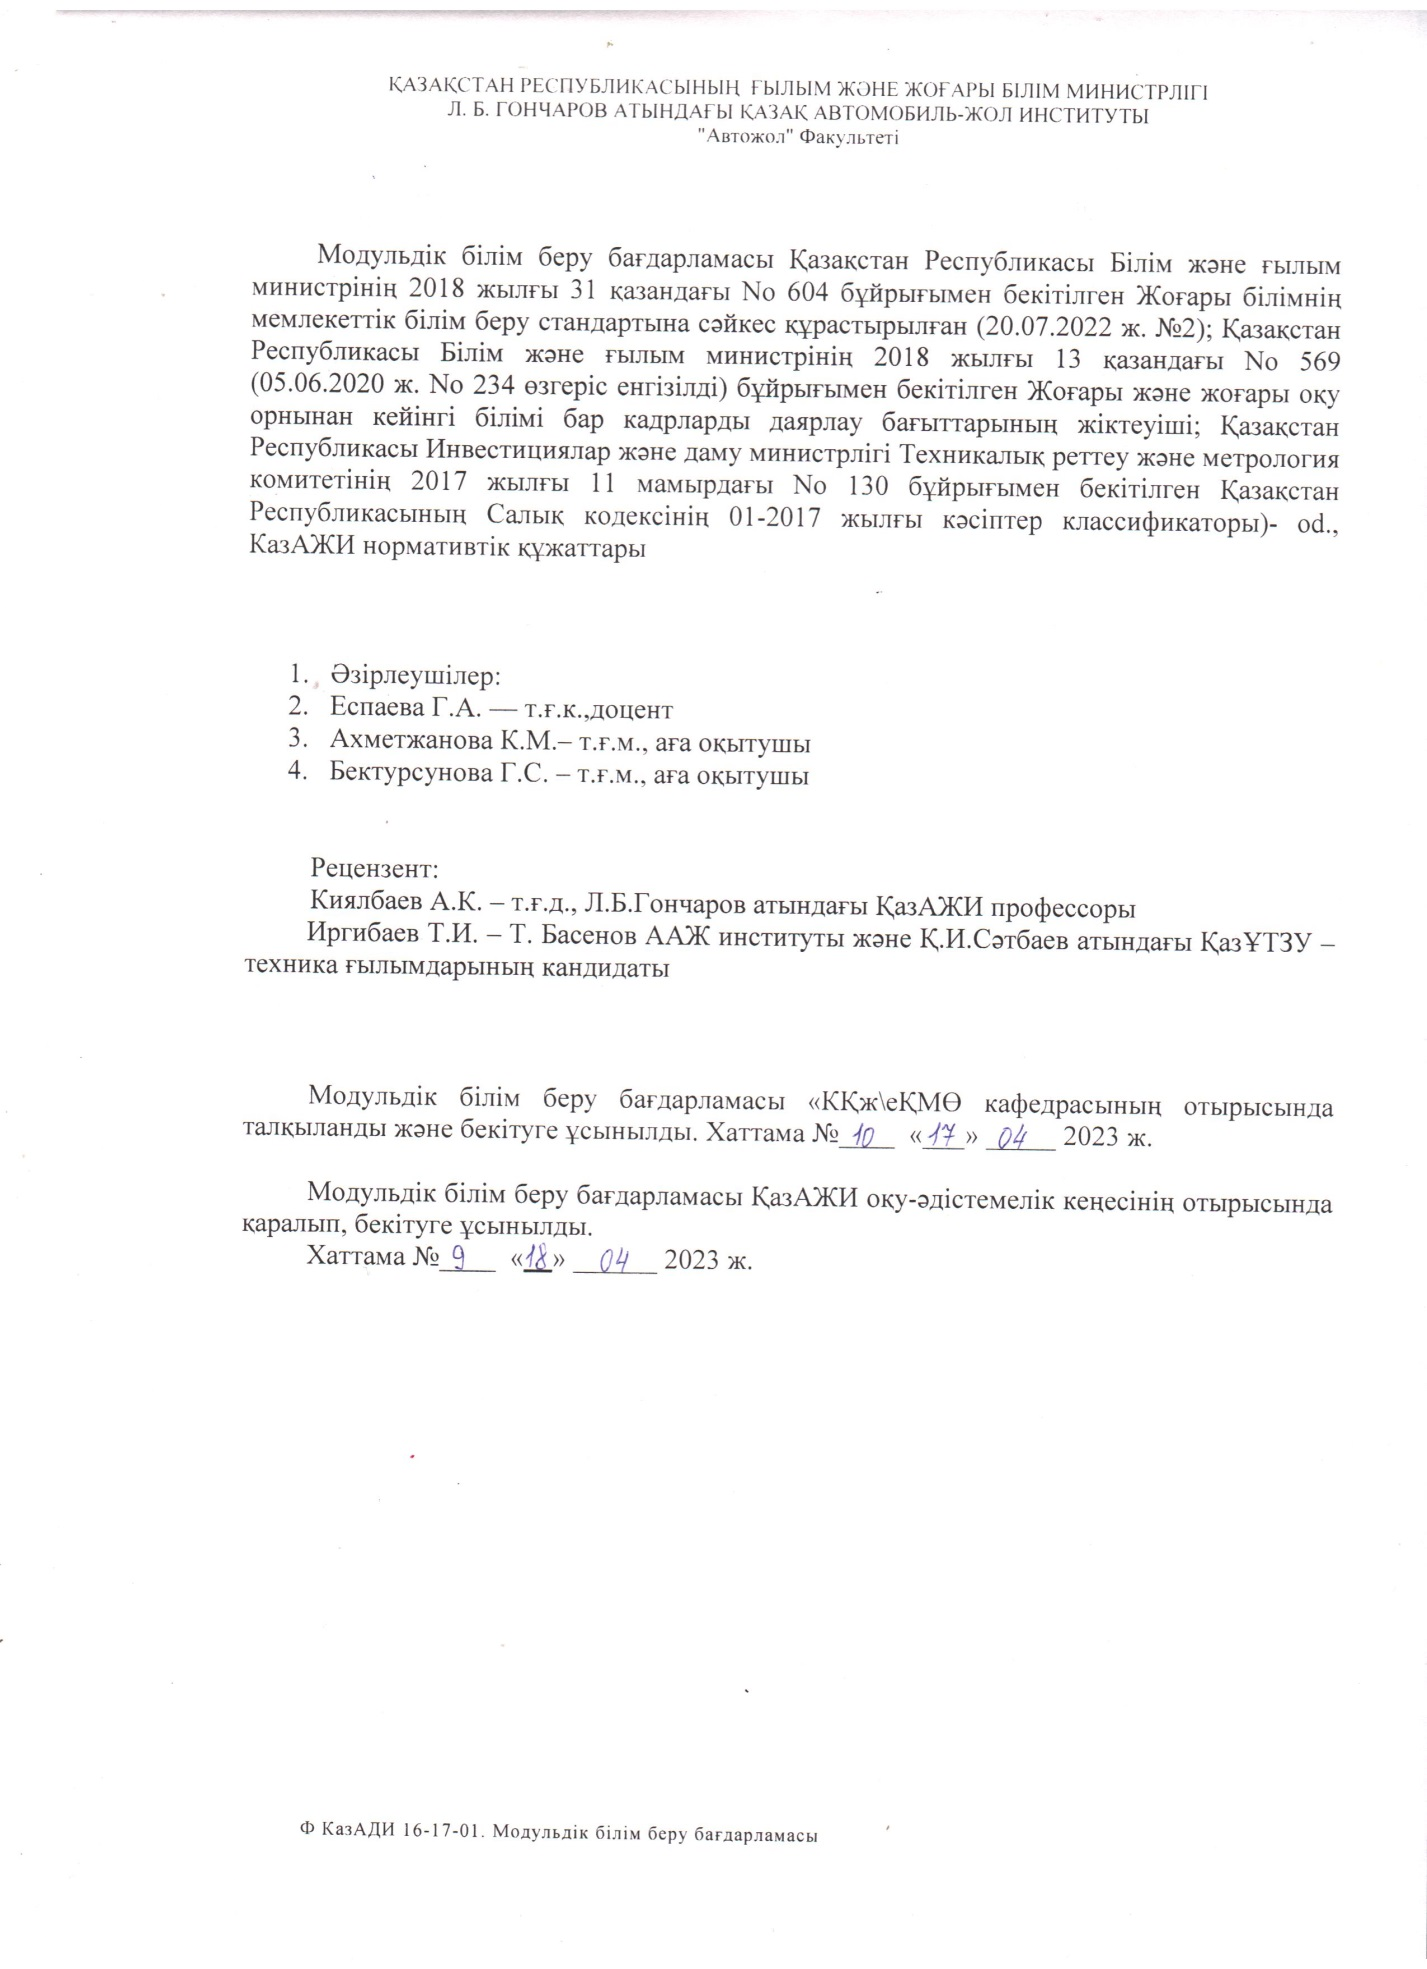 ҚАЗАҚСТАН РЕСПУБЛИКАСЫНЫҢ ҒЫЛЫМ ЖӘНЕ ЖОҒАРЫ БІЛІМ МИНИСТРЛІГІ
Л. Б. ГОНЧАРОВ АТЫНДАҒЫ ҚАЗАҚ АВТОМОБИЛЬ-ЖОЛ ИНСТИТУТЫ
"Автожол" Факультеті
Модульдік білім беру бағдарламасы Қазақстан Республикасы Білім және ғылым
министрінің 2018 жылғы 31 қазандағы No 604 бұйрығымен бекітілген Жоғары білімнің
мемлекеттік білім беру стандартына сәйкес құрастырылған (20.07.2022 ж. №2); Қазақстан
Республикасы Білім және ғылым министрінің 2018 жылғы 13 қазандағы No 569
(05.06.2020 ж. No 234 өзгеріс енгізілді) бұйрығымен бекітілген Жоғары және жоғары оқу
орнынан кейінгі білімі бар кадрларды даярлау бағыттарының жіктеуіші; Қазақстан
Республикасы Инвестициялар және даму министрлігі Техникалық реттеу және метрология
комитетінің 2017 жылғы 11 мамырдағы No 130 бұйрығымен бекітілген Қазақстан
Республикасының Салық кодексінің 01-2017 жылғы кәсіптер классификаторы)- od.,
КазАЖИ нормативтік құжаттары
1. Әзірлеушілер:
2. Еспаева Г.А. — т.ғ.к.,доцент
3. Ахметжанова К.М.– т.ғ.м., аға оқытушы
4. Бектурсунова Г.С. – т.ғ.м., аға оқытушы
Рецензент:
Киялбаев А.К. – т.ғ.д., Л.Б.Гончаров атындағы ҚазАЖИ профессоры
Иргибаев Т.И. – Т. Басенов ААЖ институты және Қ.И.Сәтбаев атындағы ҚазҰТЗУ –
техника ғылымдарының кандидаты
Модульдік білім беру бағдарламасы «КҚж\еҚМӨ кафедрасының отырысында
талқыланды және бекітуге ұсынылды. Хаттама №_10_ «_17_» _04_ 2023 ж.
Модульдік білім беру бағдарламасы ҚазАЖИ оқу-әдістемелік кеңесінің отырысында
қаралып, бекітуге ұсынылды.
Хаттама №_9_ «18» _04_ 2023 ж.
Ф КазАДИ 16-17-01. Модульдік білім беру бағдарламасы